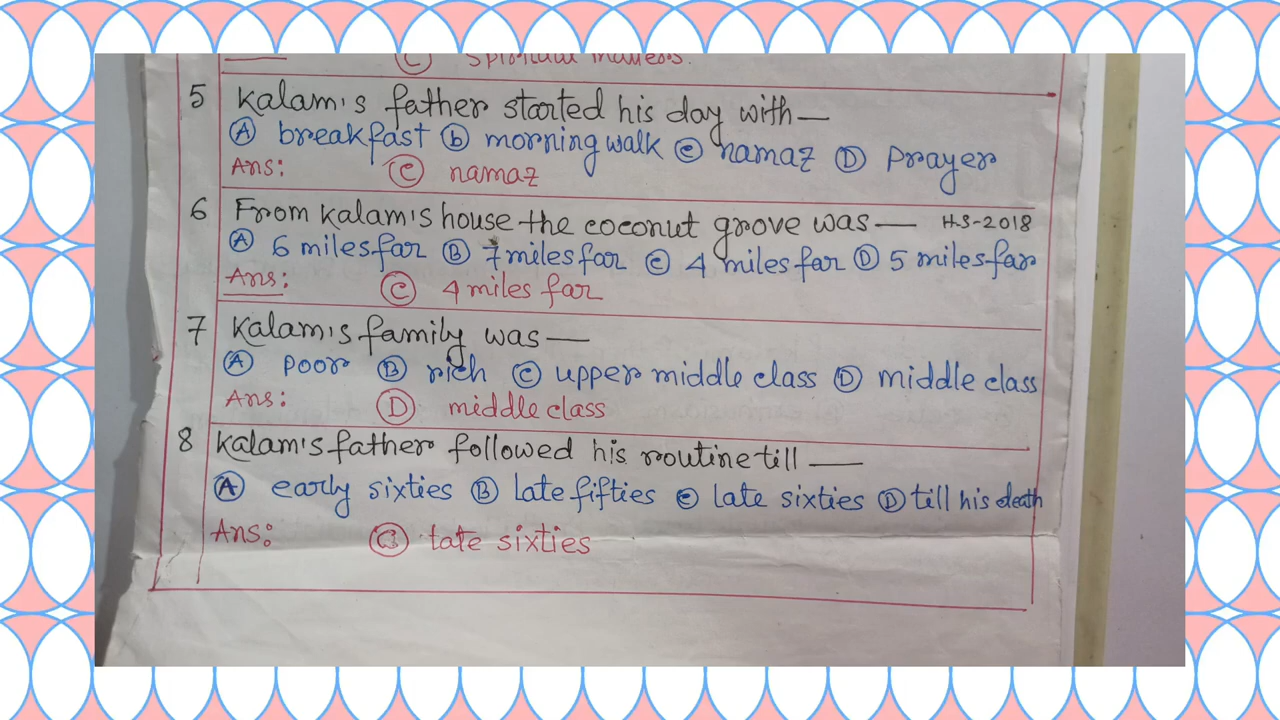 C Spiritual matters.
5 Kalam's father started his day with—
A breakfast b morning walk c namaz D Prayer
Ans: C namaz
6 From Kalam's house the coconut grove was— H.S-2018
A 6 miles far B 7 miles far C 4 miles far D 5 miles far
Ans: C 4 miles far
7 Kalam's family was—
A poor B rich C upper middle class D middle class
Ans: D middle class
8 Kalam's father followed his routine till —
A early sixties B late fifties C late sixties D till his death
Ans: C late sixties